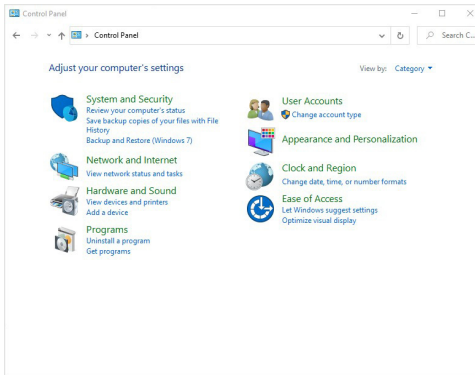 Control Panel
Control Panel
Search C...
Adjust your computer's settings
View by: Category
System and Security
Review your computer's status
Save backup copies of your files with File
History
Backup and Restore (Windows 7)
Network and Internet
View network status and tasks
Hardware and Sound
View devices and printers
Add a device
Programs
Uninstall a program
Get programs
User Accounts
Change account type
Appearance and Personalization
Clock and Region
Change date, time, or number formats
Ease of Access
Let Windows suggest settings
Optimize visual display